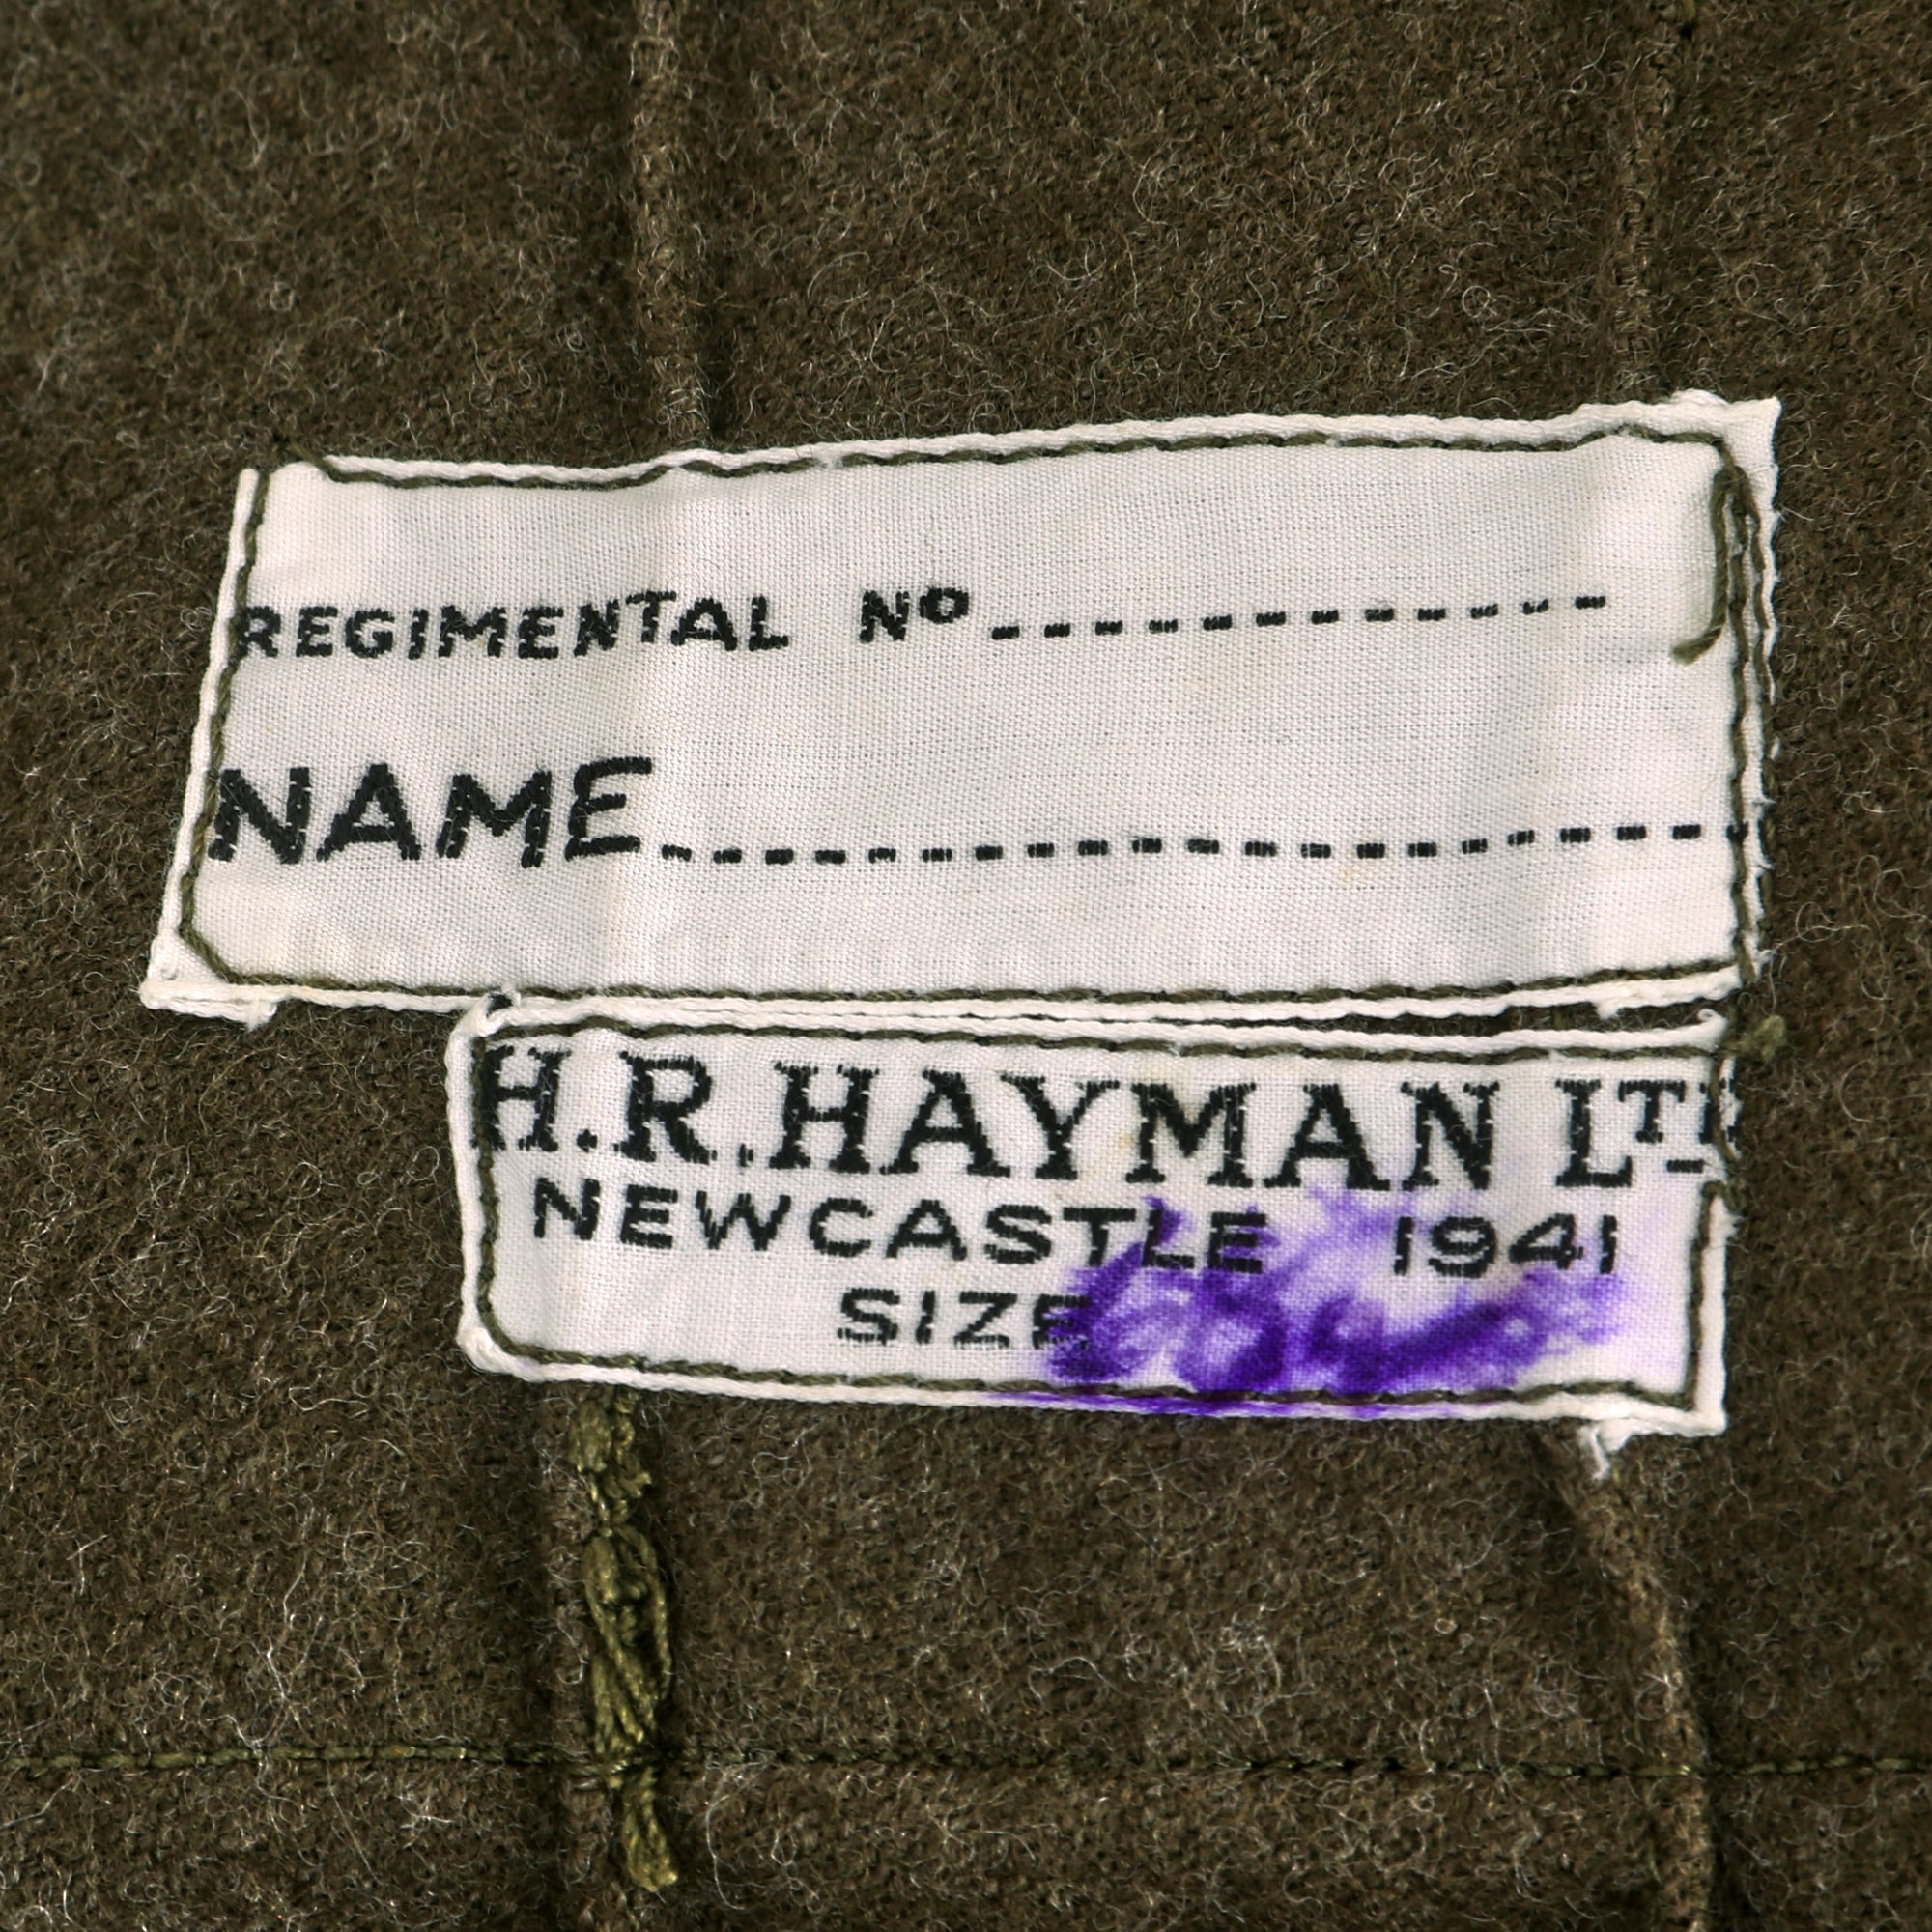 REGIMENTAL Nº ------------
NAME --------------------
H.R.HAYMAN LTD
NEWCASTLE 1941
SIZE